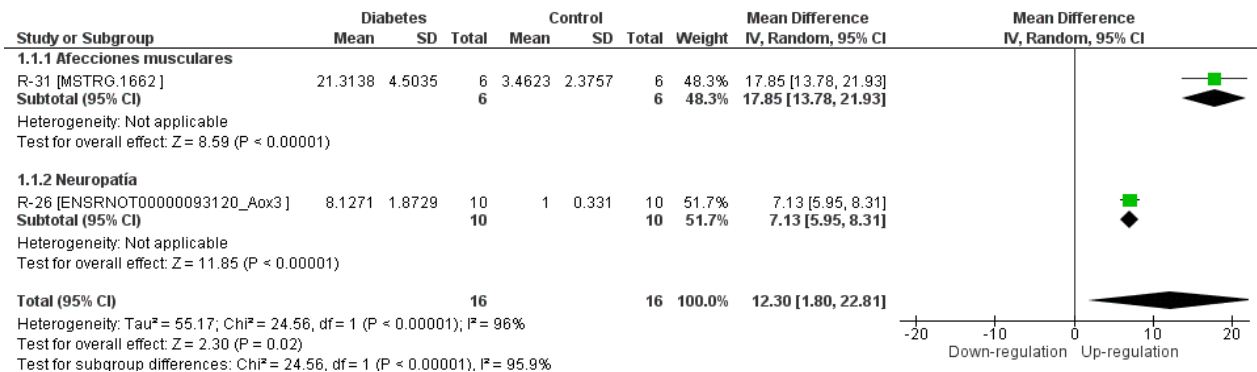 Diabetes Control Mean Difference Mean Difference
Study or Subgroup Mean SD Total Mean SD Total Weight IV, Random, 95% CI IV, Random, 95% CI
1.1.1 Afecciones musculares
R-31 [MSTRG.1662] 21.3138 4.5035 6 3.4623 2.3757 6 48.3% 17.85 [13.78, 21.93]
Subtotal (95% CI) 6 6 48.3% 17.85 [13.78, 21.93]
Heterogeneity: Not applicable
Test for overall effect: Z = 8.59 (P < 0.00001)
1.1.2 Neuropatía
R-26 [ENSRNOT00000093120_Aox3] 8.1271 1.8729 10 1 0.331 10 51.7% 7.13 [5.95, 8.31]
Subtotal (95% CI) 10 10 51.7% 7.13 [5.95, 8.31]
Heterogeneity: Not applicable
Test for overall effect: Z = 11.85 (P < 0.00001)
Total (95% CI) 16 16 100.0% 12.30 [1.80, 22.81]
Heterogeneity: Tau² = 55.17; Chi² = 24.56, df = 1 (P < 0.00001); I² = 96%
Test for overall effect: Z = 2.30 (P = 0.02)
Test for subgroup differences: Chi² = 24.56, df = 1 (P < 0.00001), I² = 95.9%
-20 -10 0 10 20
Down-regulation Up-regulation